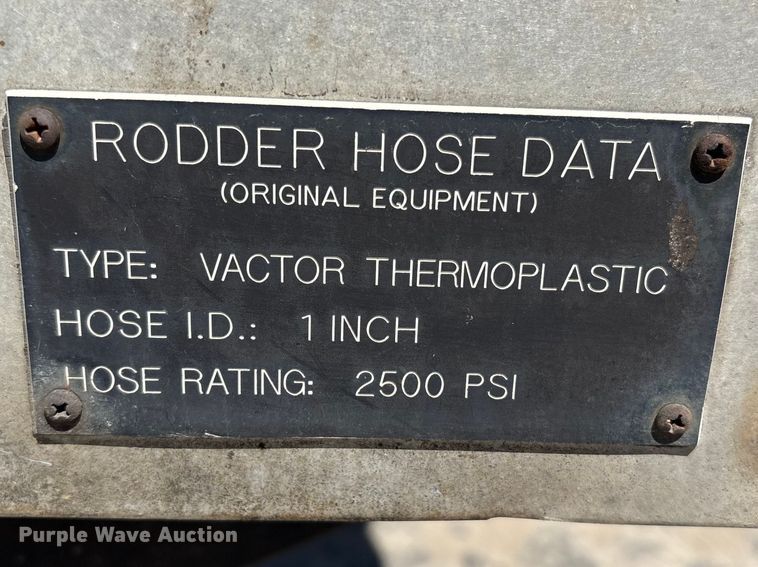 RODDER HOSE DATA
(ORIGINAL EQUIPMENT)
TYPE: VACTOR THERMOPLASTIC
HOSE I.D.: 1 INCH
HOSE RATING: 2500 PSI
Purple Wave Auction